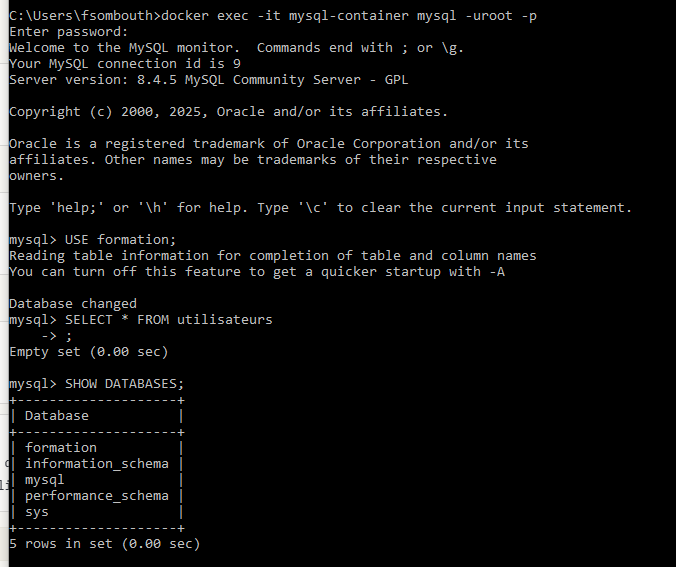 C:\Users\fsombouth>docker exec -it mysql-container mysql -uroot -p
Enter password:
Welcome to the MySQL monitor.  Commands end with ; or \g.
Your MySQL connection id is 9
Server version: 8.4.5 MySQL Community Server - GPL

Copyright (c) 2000, 2025, Oracle and/or its affiliates.

Oracle is a registered trademark of Oracle Corporation and/or its
affiliates. Other names may be trademarks of their respective
owners.

Type 'help;' or '\h' for help. Type '\c' to clear the current input statement.

mysql> USE formation;
Reading table information for completion of table and column names
You can turn off this feature to get a quicker startup with -A

Database changed
mysql> SELECT * FROM utilisateurs
    -> ;
Empty set (0.00 sec)

mysql> SHOW DATABASES;
+--------------------+
| Database           |
+--------------------+
| formation          |
| information_schema |
| mysql              |
| performance_schema |
| sys                |
+--------------------+
5 rows in set (0.00 sec)